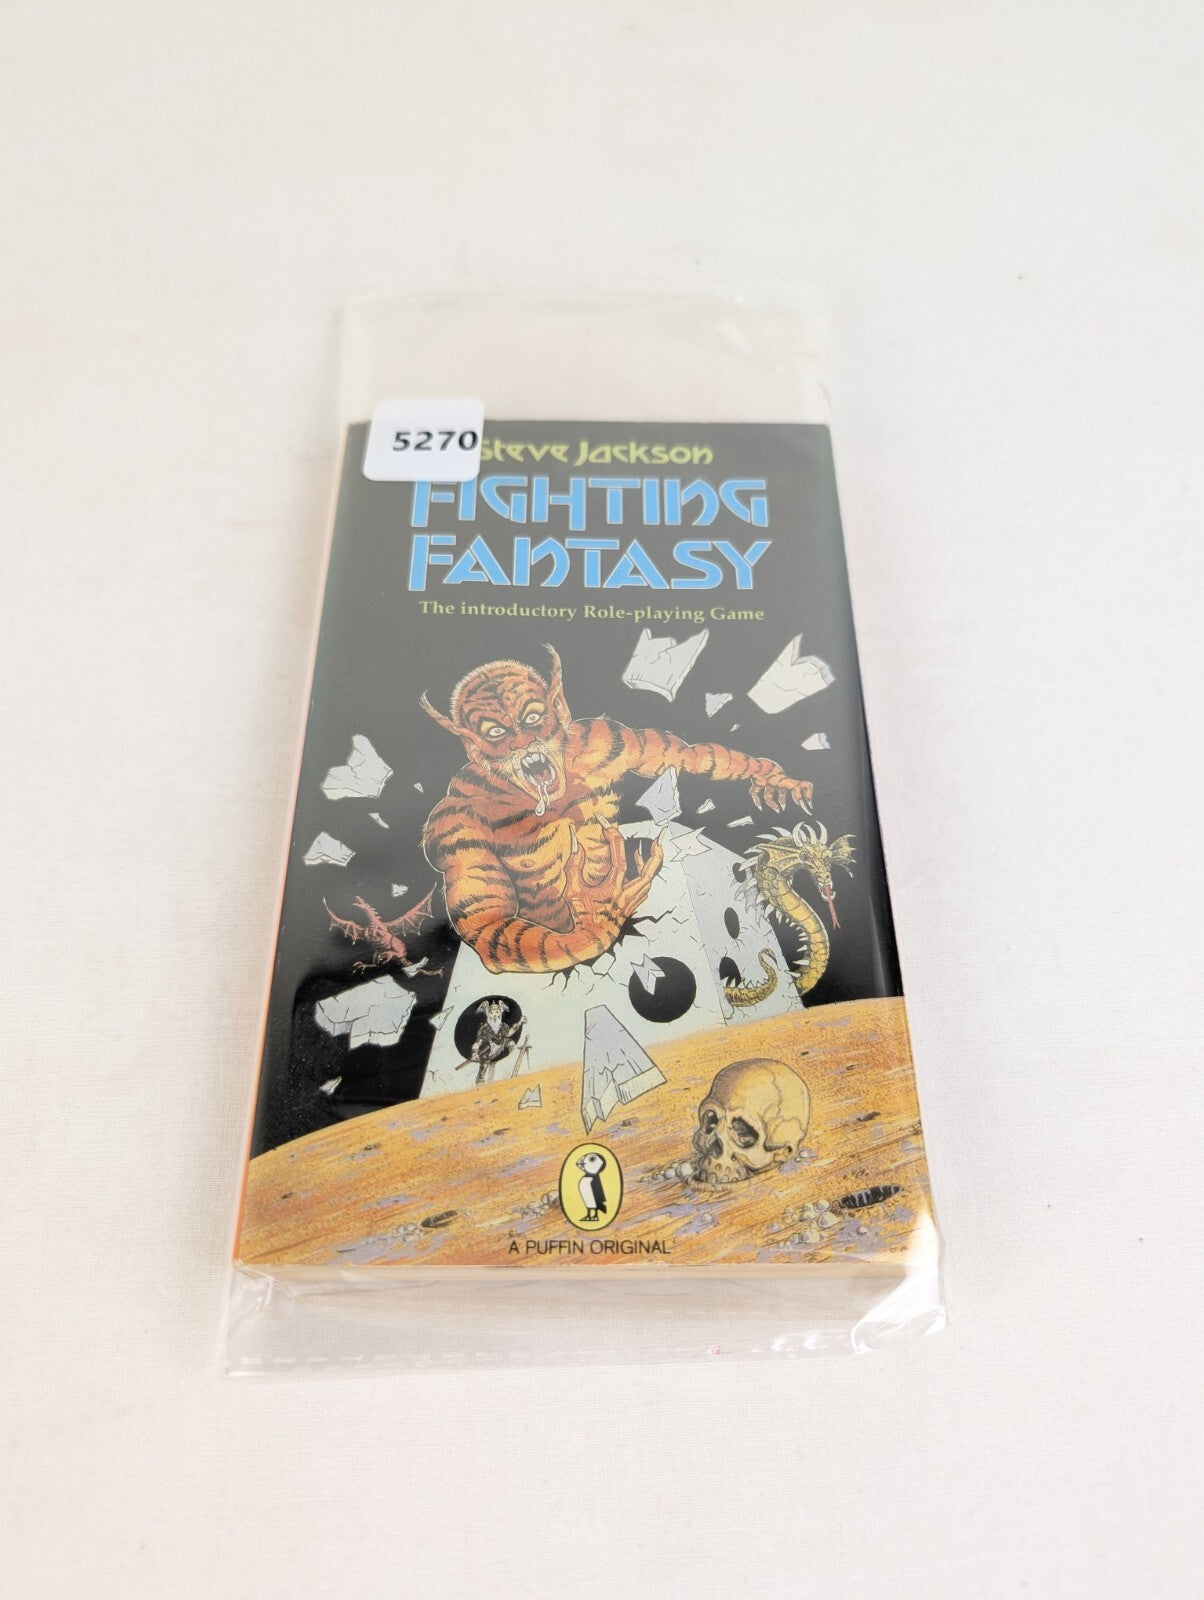 5270
Steve Jackson
FIGHTING
FANTASY
The introductory Role-playing Game
A PUFFIN ORIGINAL